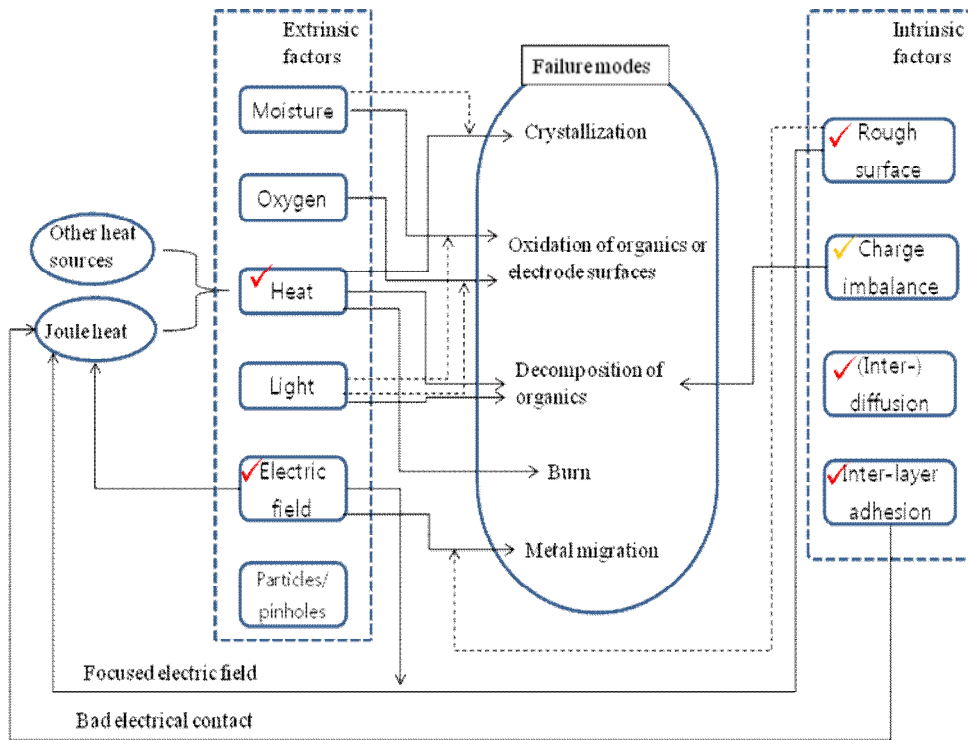 Extrinsic
factors
Moisture
Oxygen
Other heat
sources
Joule heat
Heat
Light
Electric
field
Particles/
pinholes
Failure modes
Crystallization
Oxidation of organics or
electrode surfaces
Decomposition of
organics
Burn
Metal migration
Intrinsic
factors
Rough
surface
Charge
imbalance
(Inter-)
diffusion
Inter-layer
adhesion
Focused electric field
Bad electrical contact